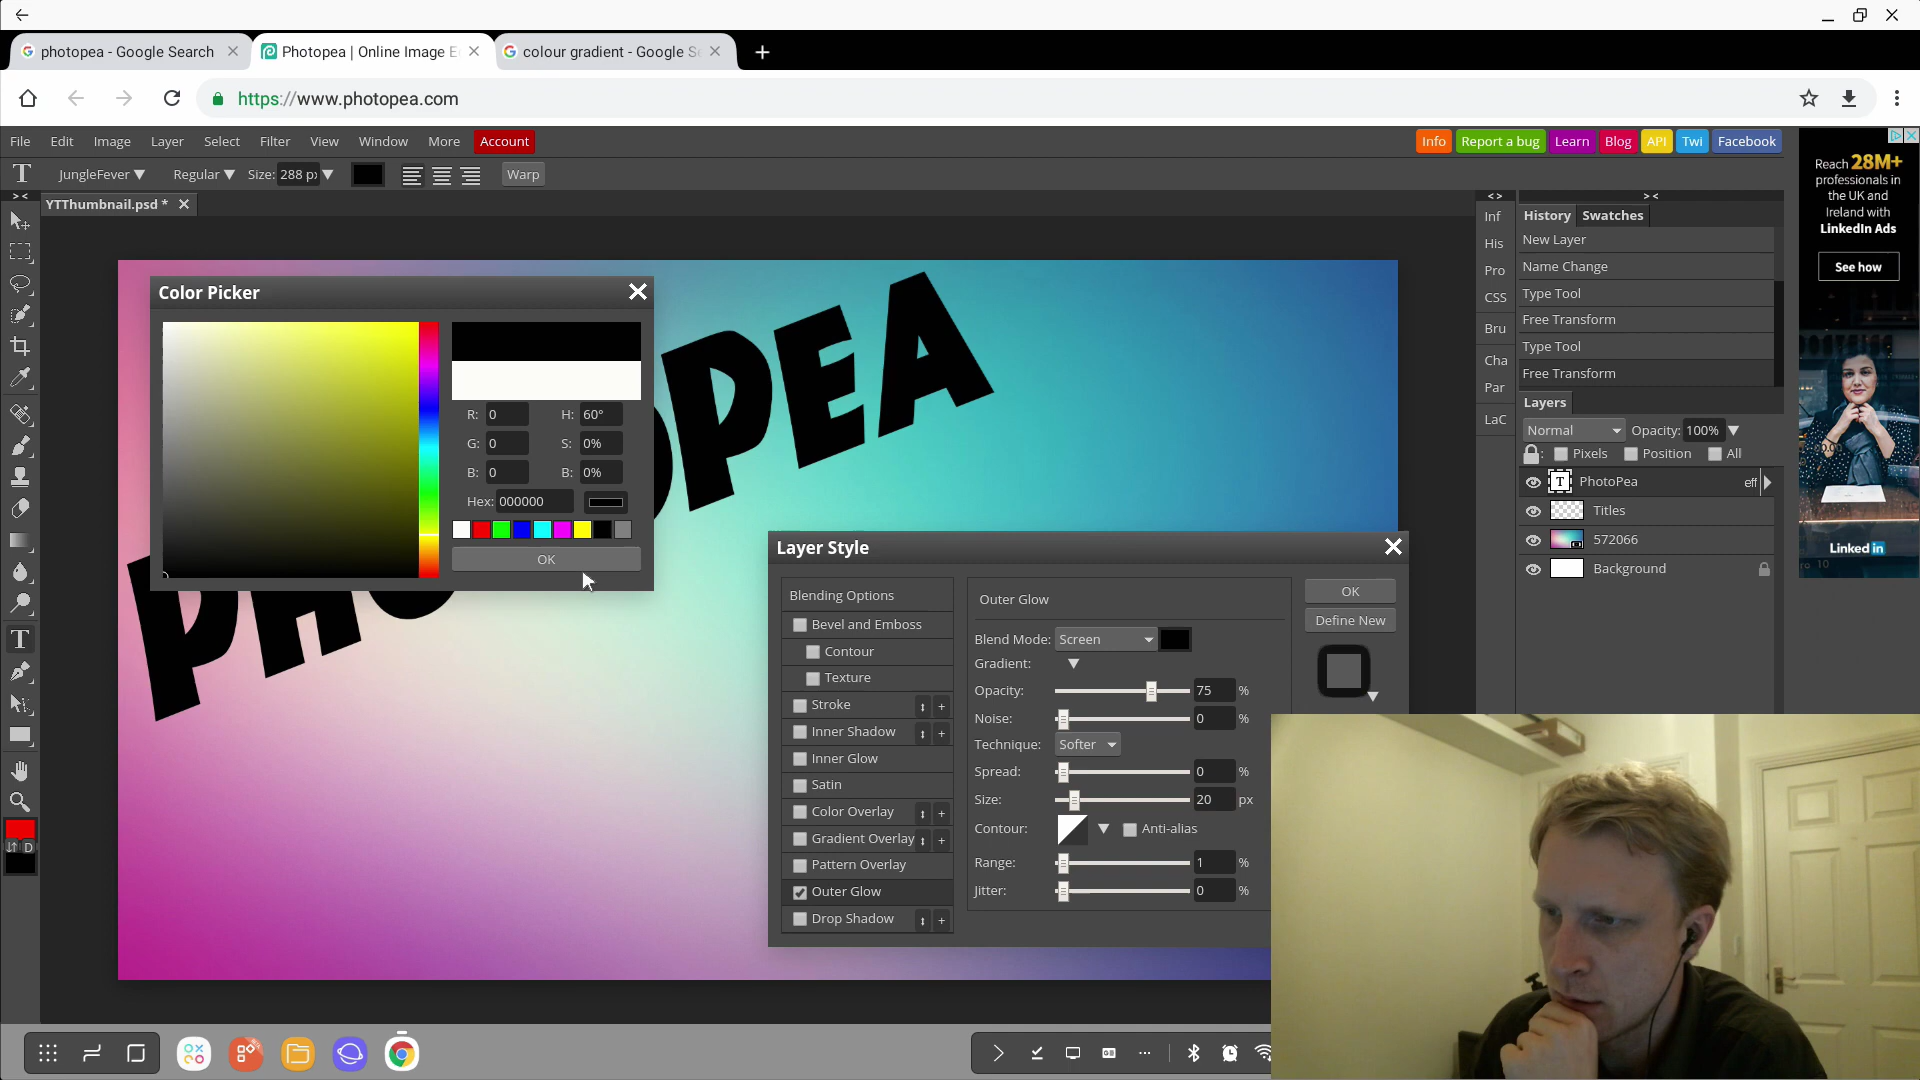 photopea - Google Search
Photopea | Online Image E
colour gradient - Google S
https://www.photopea.com
File Edit Image Layer Select Filter View Window More Account
Info Report a bug Learn Blog API Twi Facebook
JungleFever Regular Size: 288 p Warp
YTThumbnail.psd *
Color Picker
R: 0 H: 60°
G: 0 S: 0%
B: 0 B: 0%
Hex: 000000
OK
PHOTOPEA
Layer Style
Blending Options
Bevel and Emboss
Contour
Texture
Stroke
Inner Shadow
Inner Glow
Satin
Color Overlay
Gradient Overlay
Pattern Overlay
Outer Glow
Drop Shadow
Outer Glow
Blend Mode: Screen
Gradient:
Opacity: 75 %
Noise: 0 %
Technique: Softer
Spread: 0 %
Size: 20 px
Contour: Anti-alias
Range: 1 %
Jitter: 0 %
OK
Define New
Inf
His
Pro
CSS
Bru
Cha
Par
LaC
History Swatches
New Layer
Name Change
Type Tool
Free Transform
Type Tool
Free Transform
Layers
Normal Opacity: 100%
Pixels Position All
T PhotoPea eff
Titles
572066
Background
Reach 28M+
professionals in
the UK and
Ireland with
LinkedIn Ads
See how
Linked in
D